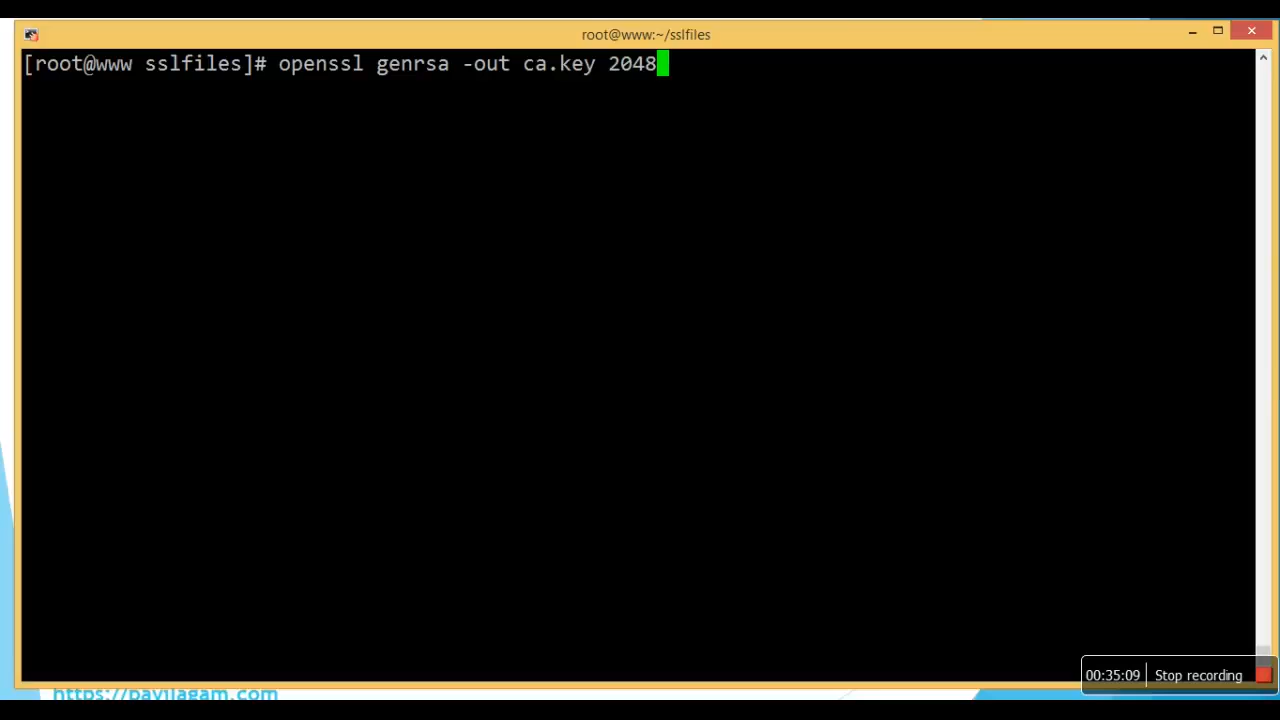 root@www:~/sslfiles
[root@www sslfiles]# openssl genrsa -out ca.key 2048
00:35:09 Stop recording
https://payilagam.com